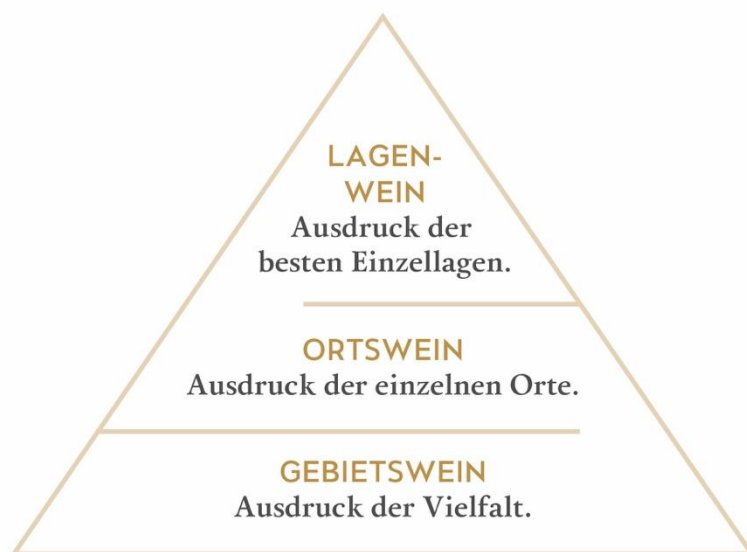 LAGEN-
WEIN
Ausdruck der
besten Einzellagen.
ORTSWEIN
Ausdruck der einzelnen Orte.
GEBIETSWEIN
Ausdruck der Vielfalt.